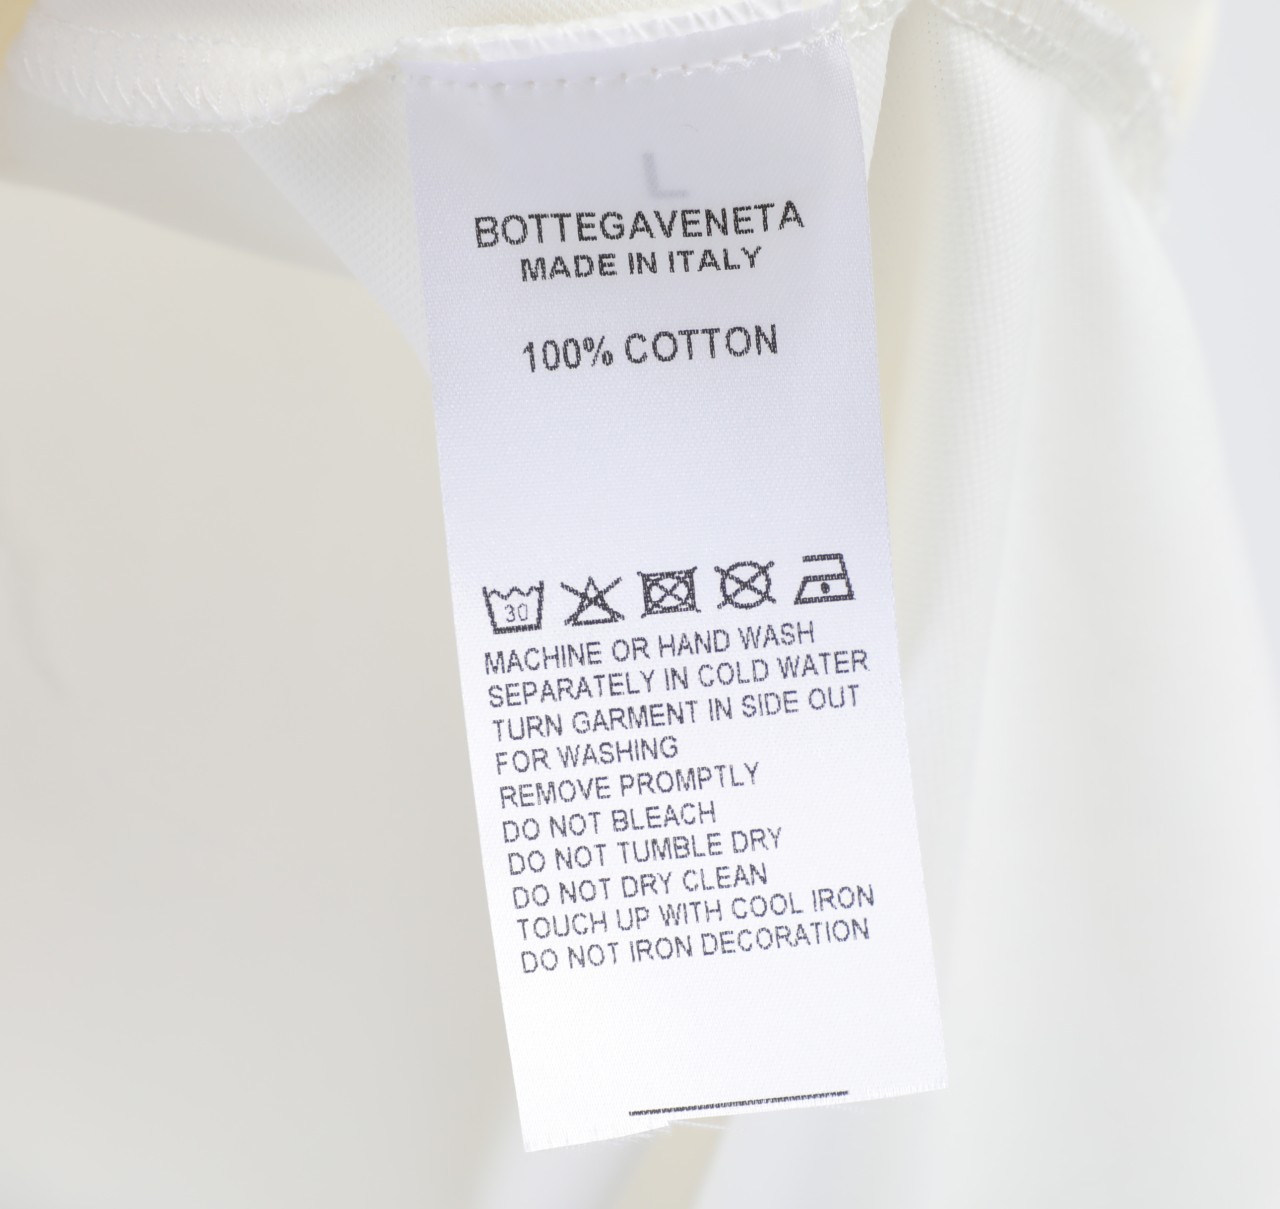 L
BOTTEGAVENETA
MADE IN ITALY
100% COTTON
30
MACHINE OR HAND WASH
SEPARATELY IN COLD WATER
TURN GARMENT IN SIDE OUT
FOR WASHING
REMOVE PROMPTLY
DO NOT BLEACH
DO NOT TUMBLE DRY
DO NOT DRY CLEAN
TOUCH UP WITH COOL IRON
DO NOT IRON DECORATION